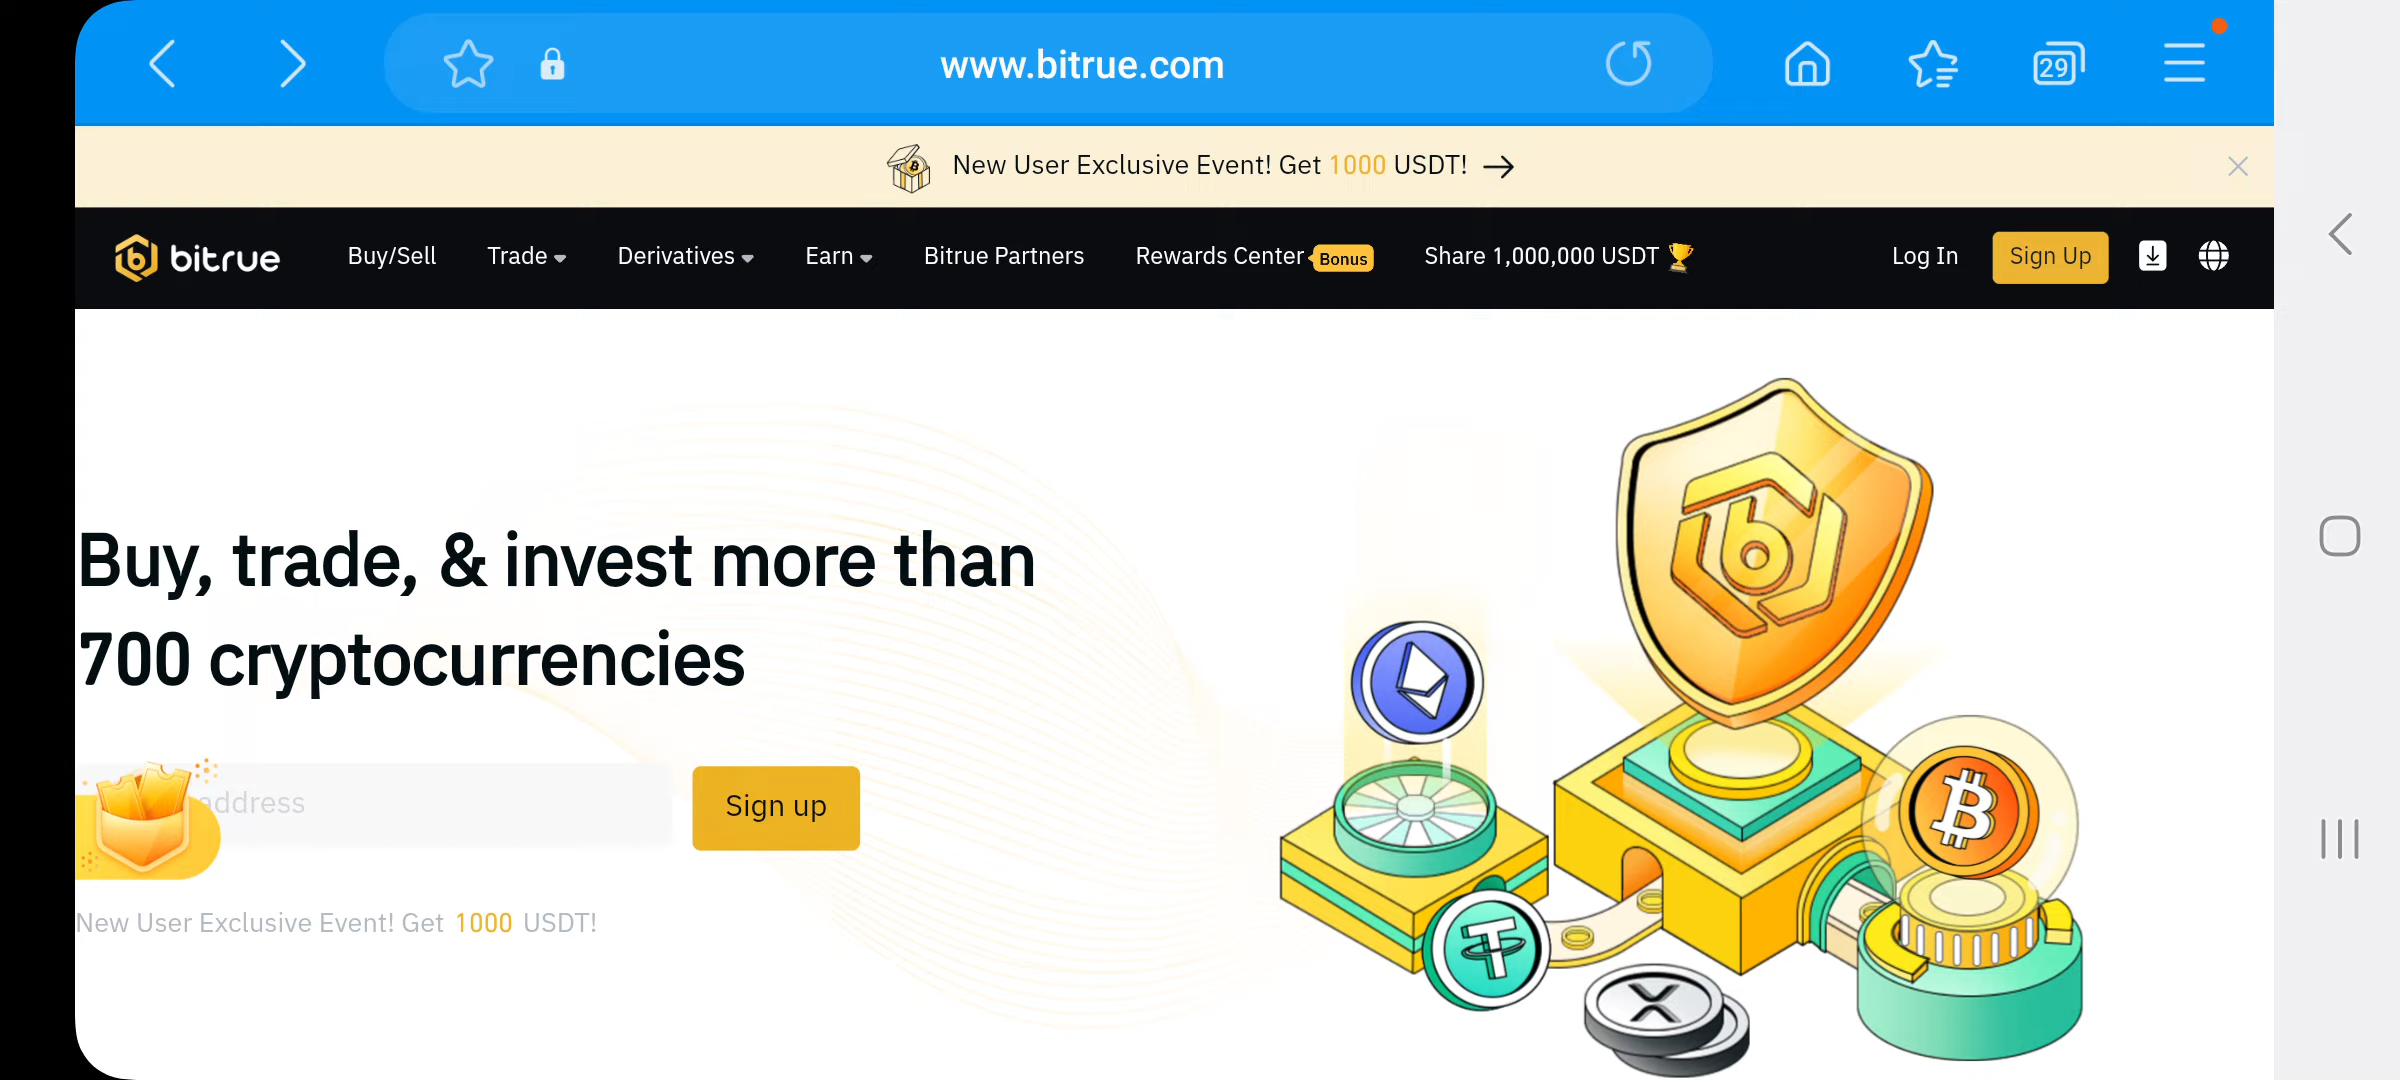 www.bitrue.com
29
New User Exclusive Event! Get 1000 USDT!
bitrue
Buy/Sell
Trade
Derivatives
Earn
Bitrue Partners
Rewards Center
Bonus
Share 1,000,000 USDT
Log In
Sign Up
Buy, trade, & invest more than
700 cryptocurrencies
address
Sign up
New User Exclusive Event! Get 1000 USDT!